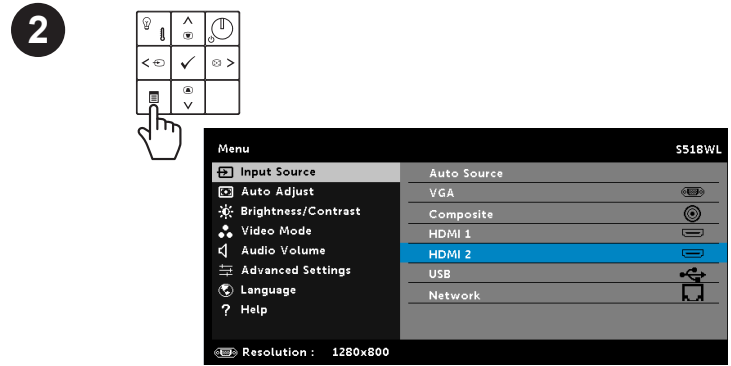 2
Menu S518WL
Input Source
Auto Adjust
Brightness/Contrast
Video Mode
Audio Volume
Advanced Settings
Language
? Help
Auto Source
VGA
Composite
HDMI 1
HDMI 2
USB
Network
Resolution : 1280x800